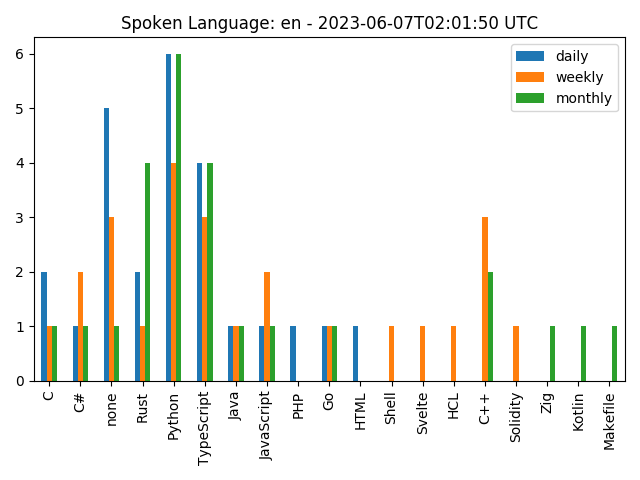 Spoken Language: en - 2023-06-07T02:01:50 UTC
daily
weekly
monthly
6
5
4
3
2
1
0
C
C#
none
Rust
Python
TypeScript
Java
JavaScript
PHP
Go
HTML
Shell
Svelte
HCL
C++
Solidity
Zig
Kotlin
Makefile